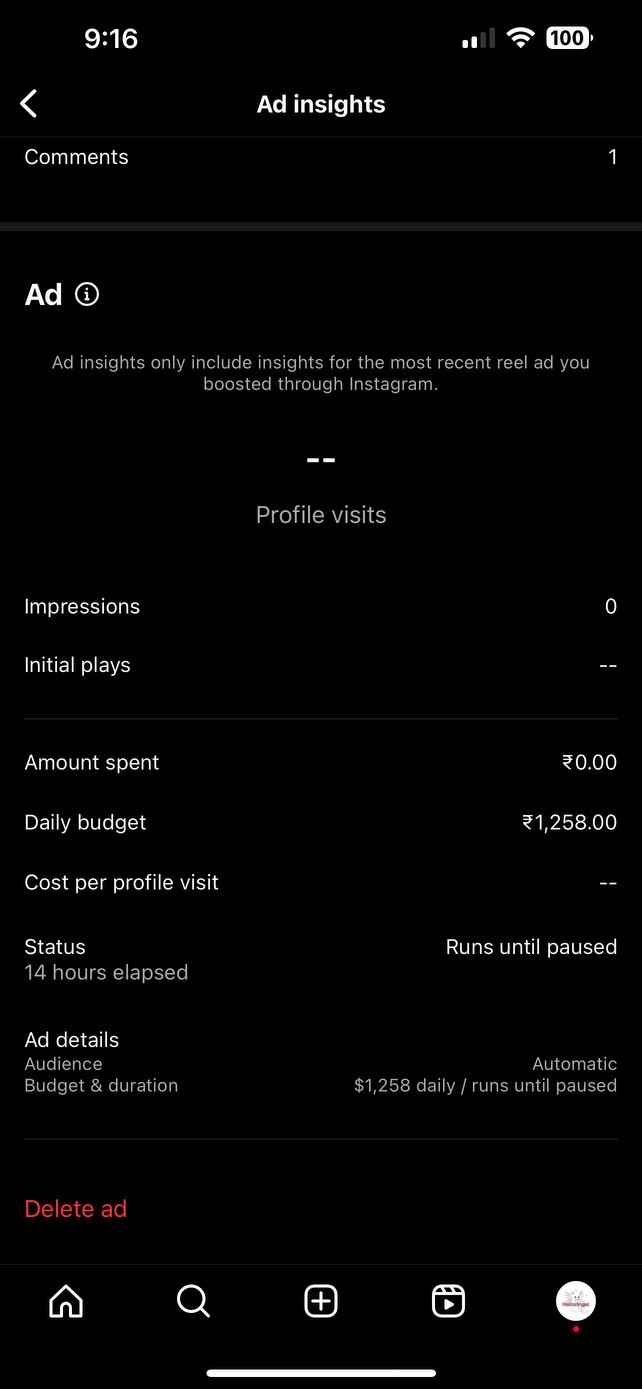 9:16
100
Ad insights
Comments 1
Ad
Ad insights only include insights for the most recent reel ad you
boosted through Instagram.
--
Profile visits
Impressions 0
Initial plays --
Amount spent ₹0.00
Daily budget ₹1,258.00
Cost per profile visit --
Status Runs until paused
14 hours elapsed
Ad details
Audience Automatic
Budget & duration $1,258 daily / runs until paused
Delete ad